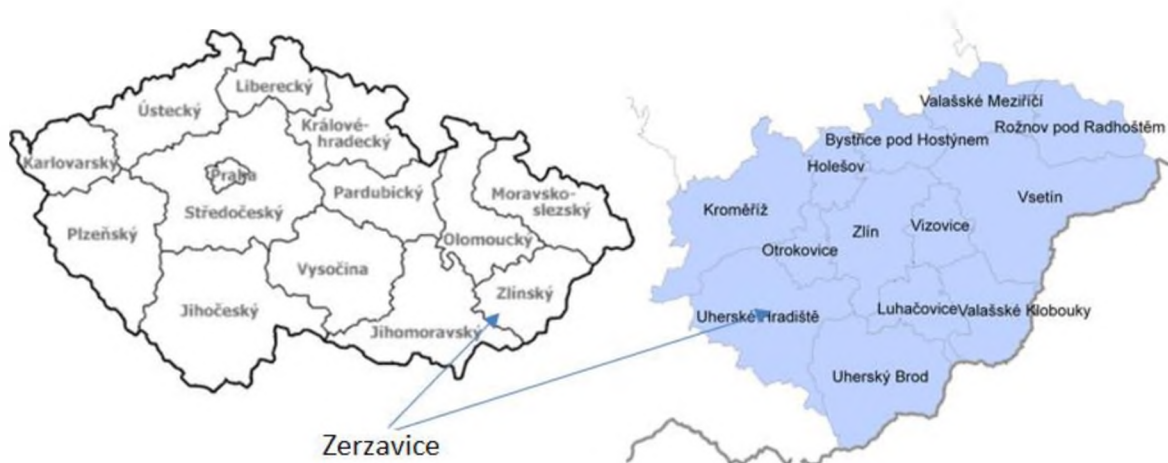 Liberecký
Ústecký
Králové-
hradecký
Karlovarský
Praha
Pardubický
Moravsko-
slezský
Středočeský
Plzeňský
Olomoucký
Vysočina
Zlínský
Jihočeský
Jihomoravský
Valašské Meziříčí
Rožnov pod Radhoštěm
Bystřice pod Hostýnem
Holešov
Vsetín
Kroměříž
Zlín
Vizovice
Otrokovice
Luhačovice
Valašské Klobouky
Uherské Hradiště
Uherský Brod
Zerzavice